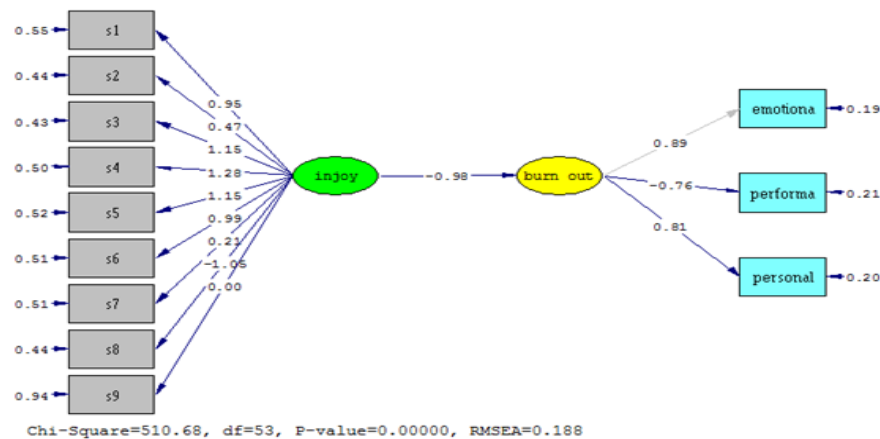 0.55 s1
0.44 s2
0.43 s3
0.50 s4
0.52 s5
0.51 s6
0.51 s7
0.44 s8
0.94 s9
0.95
0.47
1.15
1.28
1.15
0.99
0.21
-1.05
0.00
injoy
-0.98
burn out
0.89
-0.76
0.81
emotiona 0.19
performa 0.21
personal 0.20
Chi-Square=510.68, df=53, P-value=0.00000, RMSEA=0.188